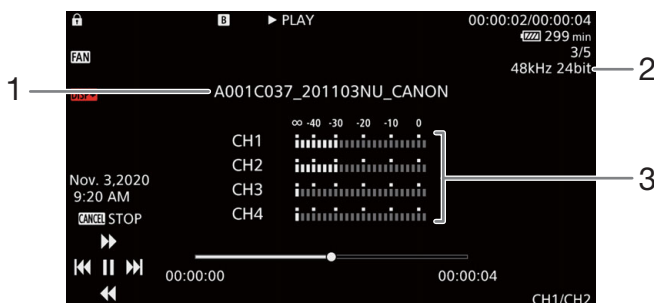 B ► PLAY 00:00:02/00:00:04
299 min
FAN 3/5
48kHz 24bit 2
1 A001C037_201103NU_CANON
∞ -40 -30 -20 -10 0
CH1
CH2
CH3 3
CH4
Nov. 3,2020
9:20 AM
CANCEL STOP
00:00:00 00:00:04
CH1/CH2